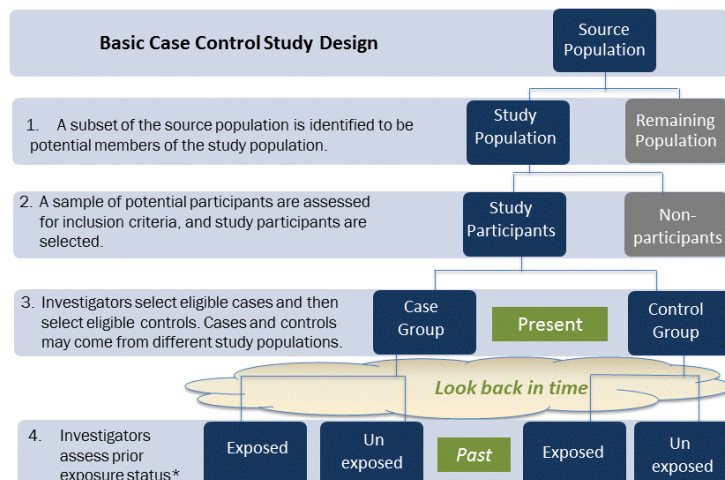 Basic Case Control Study Design
Source
Population
1. A subset of the source population is identified to be
potential members of the study population.
Study
Population
Remaining
Population
2. A sample of potential participants are assessed
for inclusion criteria, and study participants are
selected.
Study
Participants
Non-
participants
3. Investigators select eligible cases and then
select eligible controls. Cases and controls
may come from different study populations.
Case
Group
Present
Control
Group
Look back in time
4. Investigators
assess prior
exposure status*
Exposed
Un
exposed
Past
Exposed
Un
exposed